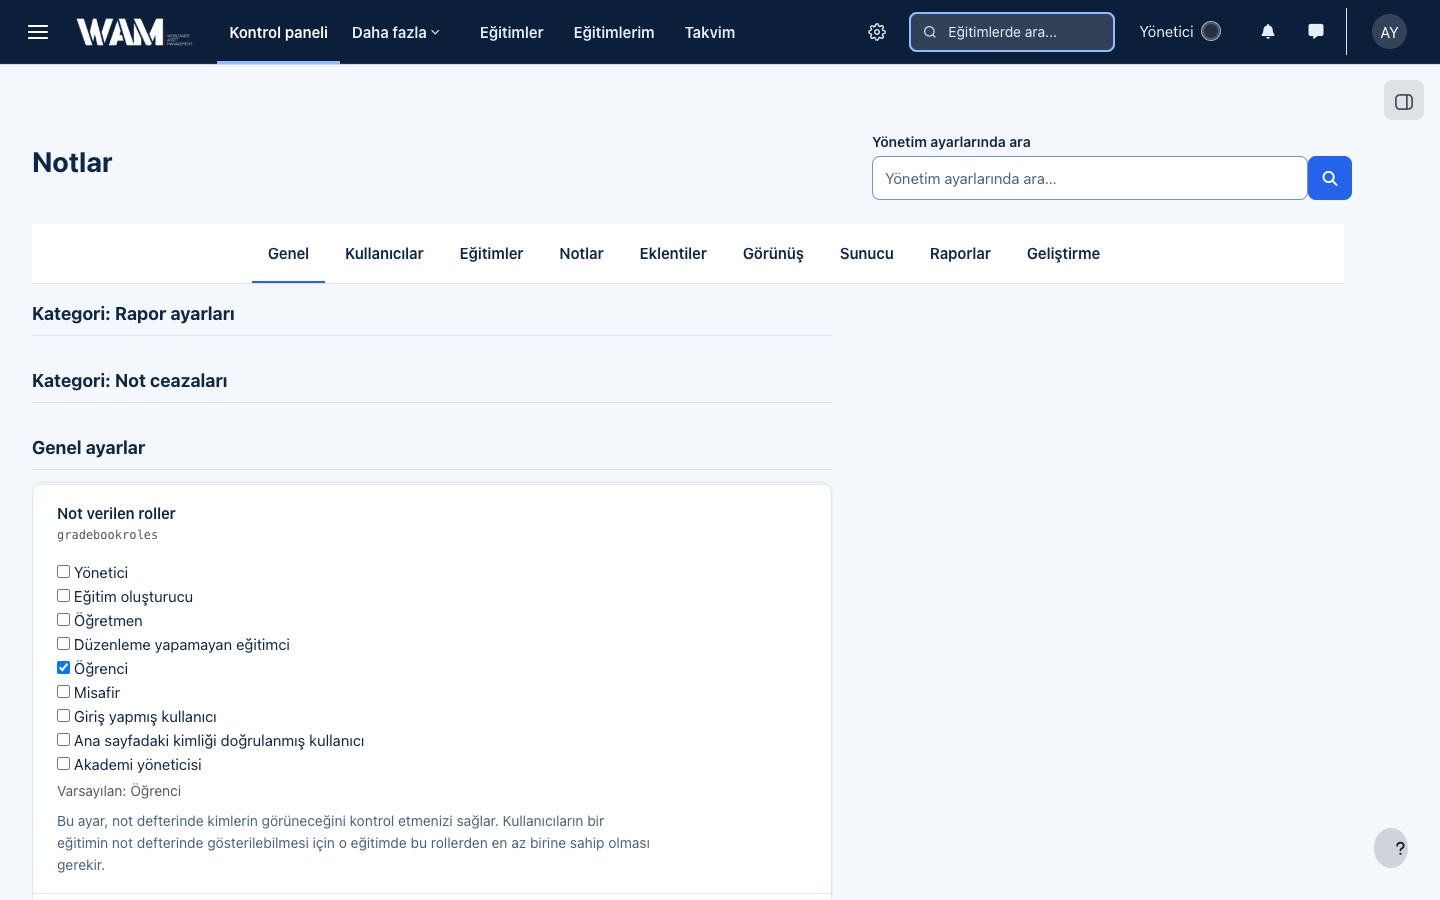 WAM WORLDWIDE ASSET MANAGEMENT
Kontrol paneli
Daha fazla
Eğitimler
Eğitimlerim
Takvim
Eğitimlerde ara...
Yönetici
AY
Notlar
Yönetim ayarlarında ara
Yönetim ayarlarında ara...
Genel
Kullanıcılar
Eğitimler
Notlar
Eklentiler
Görünüş
Sunucu
Raporlar
Geliştirme
Kategori: Rapor ayarları
Kategori: Not ceazaları
Genel ayarlar
Not verilen roller
gradebookroles
Yönetici
Eğitim oluşturucu
Öğretmen
Düzenleme yapamayan eğitimci
Öğrenci
Misafir
Giriş yapmış kullanıcı
Ana sayfadaki kimliği doğrulanmış kullanıcı
Akademi yöneticisi
Varsayılan: Öğrenci
Bu ayar, not defterinde kimlerin görüneceğini kontrol etmenizi sağlar. Kullanıcıların bir
eğitimin not defterinde gösterilebilmesi için o eğitimde bu rollerden en az birine sahip olması
gerekir.
?